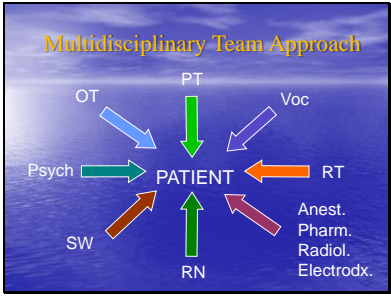 Multidisciplinary Team Approach
PT
OT
Voc
Psych
PATIENT
RT
SW
RN
Anest.
Pharm.
Radiol.
Electrodx.